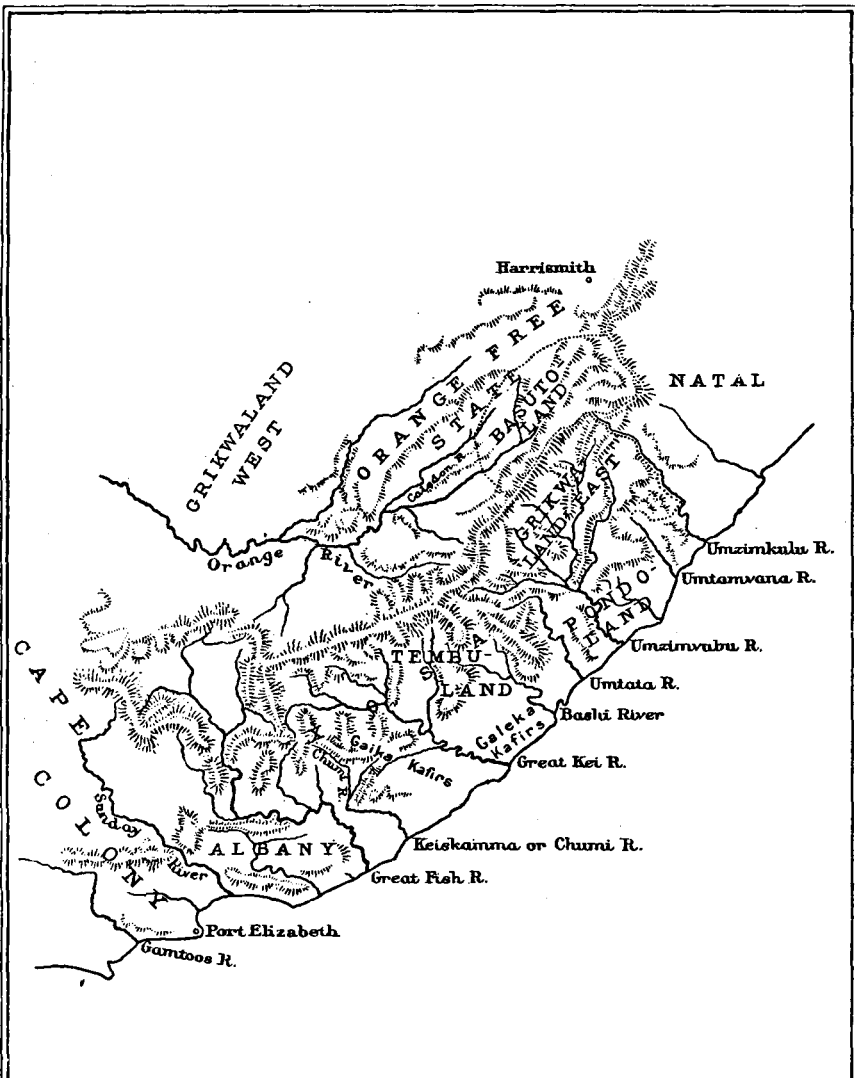 Harrismith
ORANGE FREE
STATE
NATAL
GRIKWALAND
WEST
BASUTO-
LAND
Caledon R.
GRIKWA
LAND EAST
Orange River
Umzimkulu R.
Umtamvana R.
PONDO-
LAND
Umzimvubu R.
TEMBU-
LAND
Umtata R.
Bashi River
Galeka
Kafirs
Great Kei R.
Gaika Kafirs
Chumi R.
CAPE
COLONY
Sunday
River
ALBANY
Keiskamma or Chumi R.
Great Fish R.
Port Elizabeth
Gamtoos R.